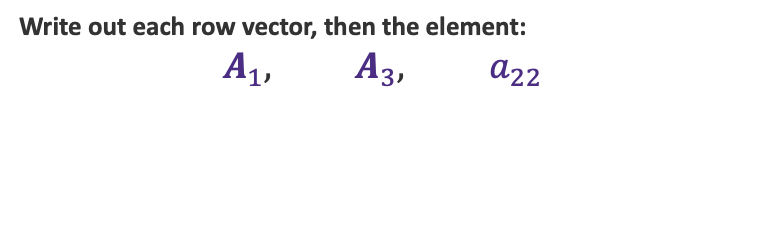 Write out each row vector, then the element:
A₁, A₃, a₂₂